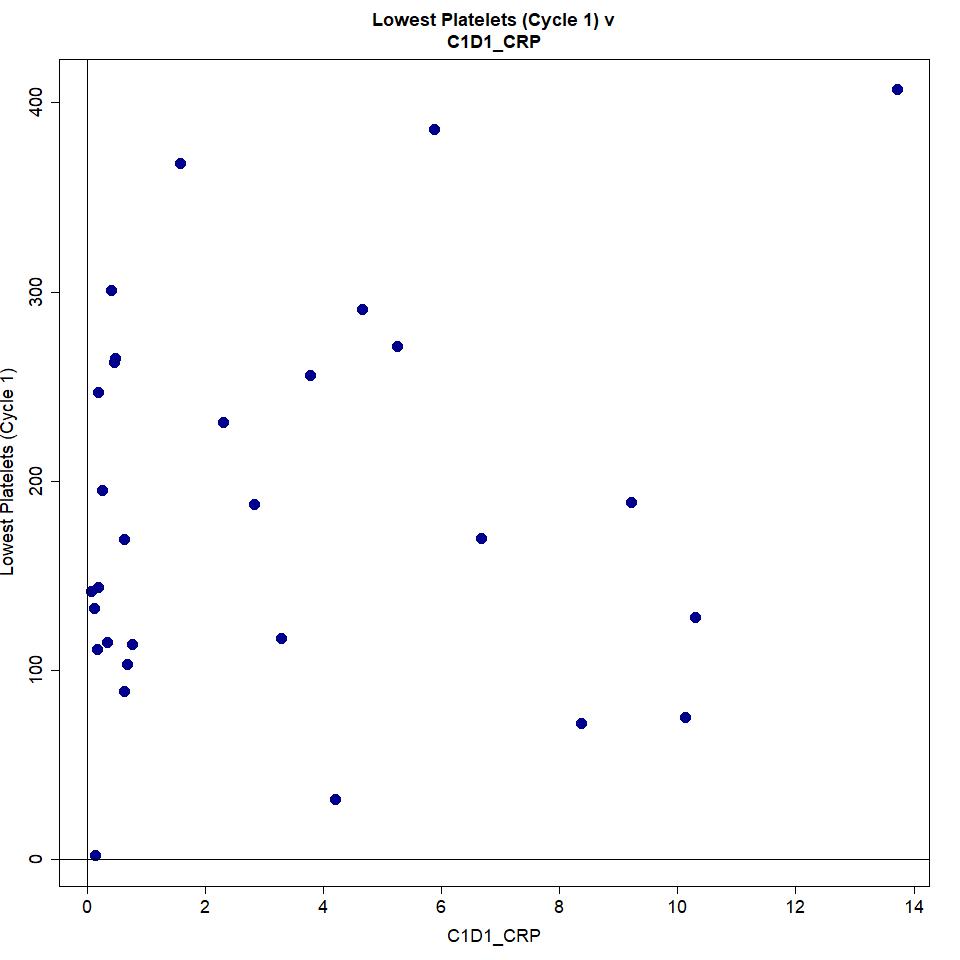 Lowest Platelets (Cycle 1) v
C1D1_CRP
400
300
200
100
0
Lowest Platelets (Cycle 1)
0 2 4 6 8 10 12 14
C1D1_CRP